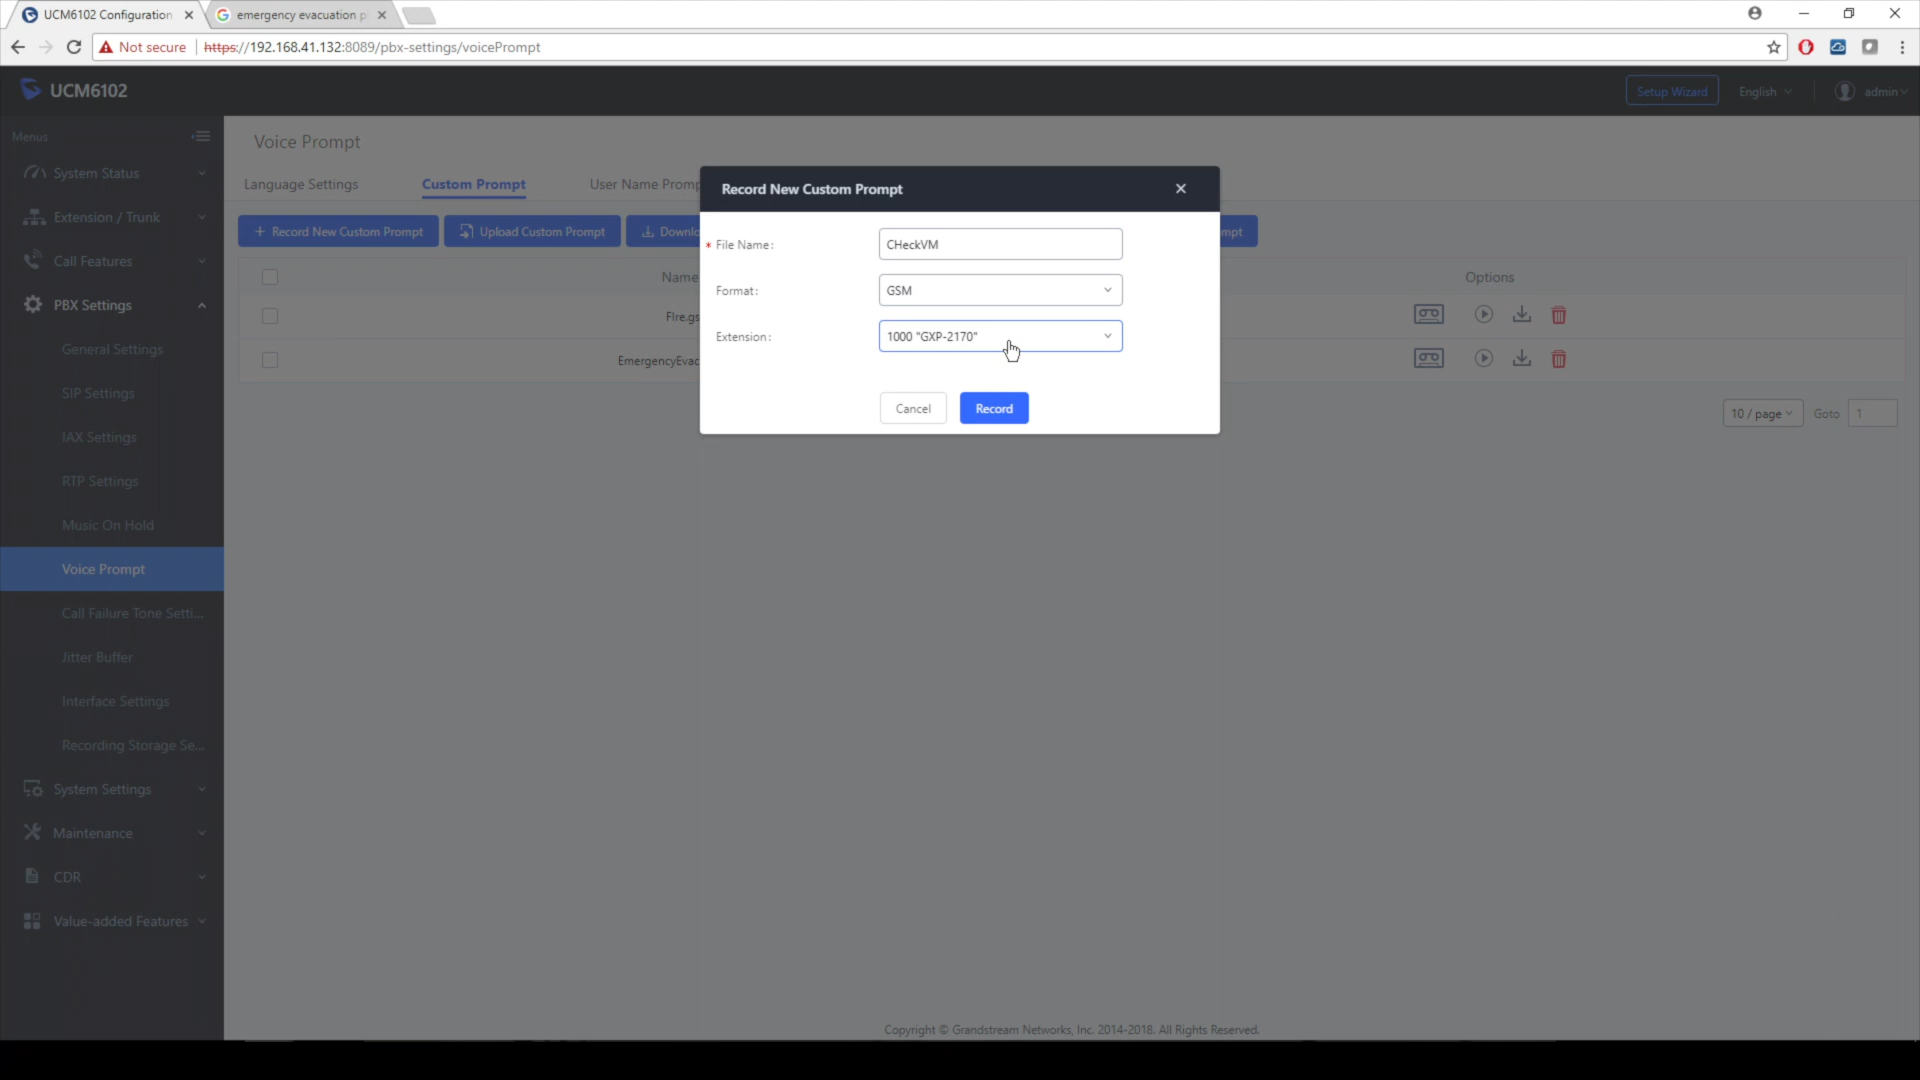 UCM6102 Configuration
emergency evacuation p
Not secure
https://192.168.41.132:8089/pbx-settings/voicePrompt
UCM6102
Setup Wizard
English
admin
Menus
System Status
Extension / Trunk
Call Features
PBX Settings
General Settings
SIP Settings
IAX Settings
RTP Settings
Music On Hold
Voice Prompt
Call Failure Tone Setti...
Jitter Buffer
Interface Settings
Recording Storage Se...
System Settings
Maintenance
CDR
Value-added Features
Voice Prompt
Language Settings
Custom Prompt
User Name Promp
+ Record New Custom Prompt
Upload Custom Prompt
Downlo
mpt
Name
Options
FIre.gs
EmergencyEvac
10 / page
Goto
1
Record New Custom Prompt
* File Name:
CHeckVM
Format:
GSM
Extension:
1000 "GXP-2170"
Cancel
Record
Copyright © Grandstream Networks, Inc. 2014-2018. All Rights Reserved.